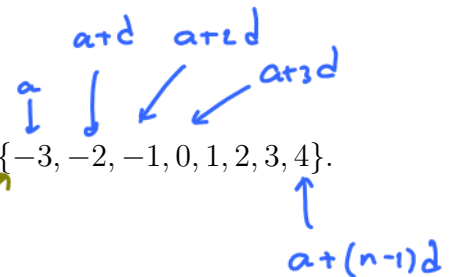 a+d a+2d
a a+3d
{−3, −2, −1, 0, 1, 2, 3, 4}.
a+(n-1)d